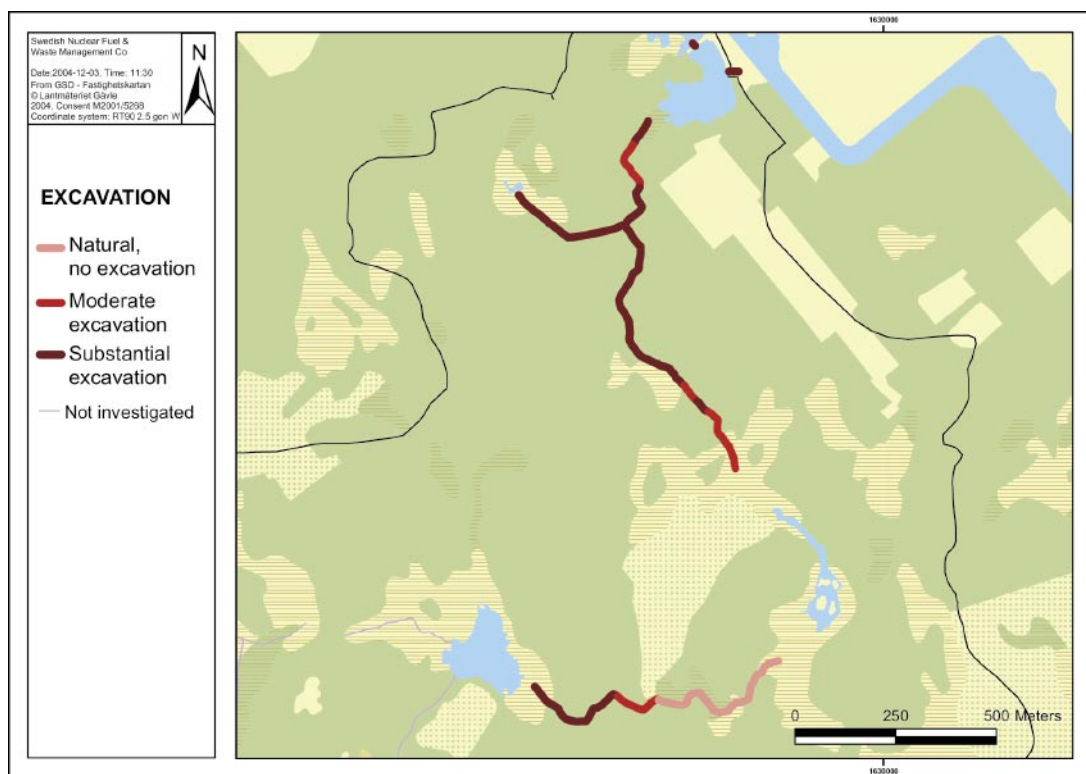 1630000
Swedish Nuclear Fuel &
Waste Management Co
N
Date:2004-12-03, Time: 11:30
From GSD - Fastighetskartan
© Lantmäteriet Gävle
2004, Consent M2001/5268
Coordinate system: RT90 2.5 gon W
EXCAVATION
Natural,
no excavation
Moderate
excavation
Substantial
excavation
Not investigated
0 250 500 Meters
1630000